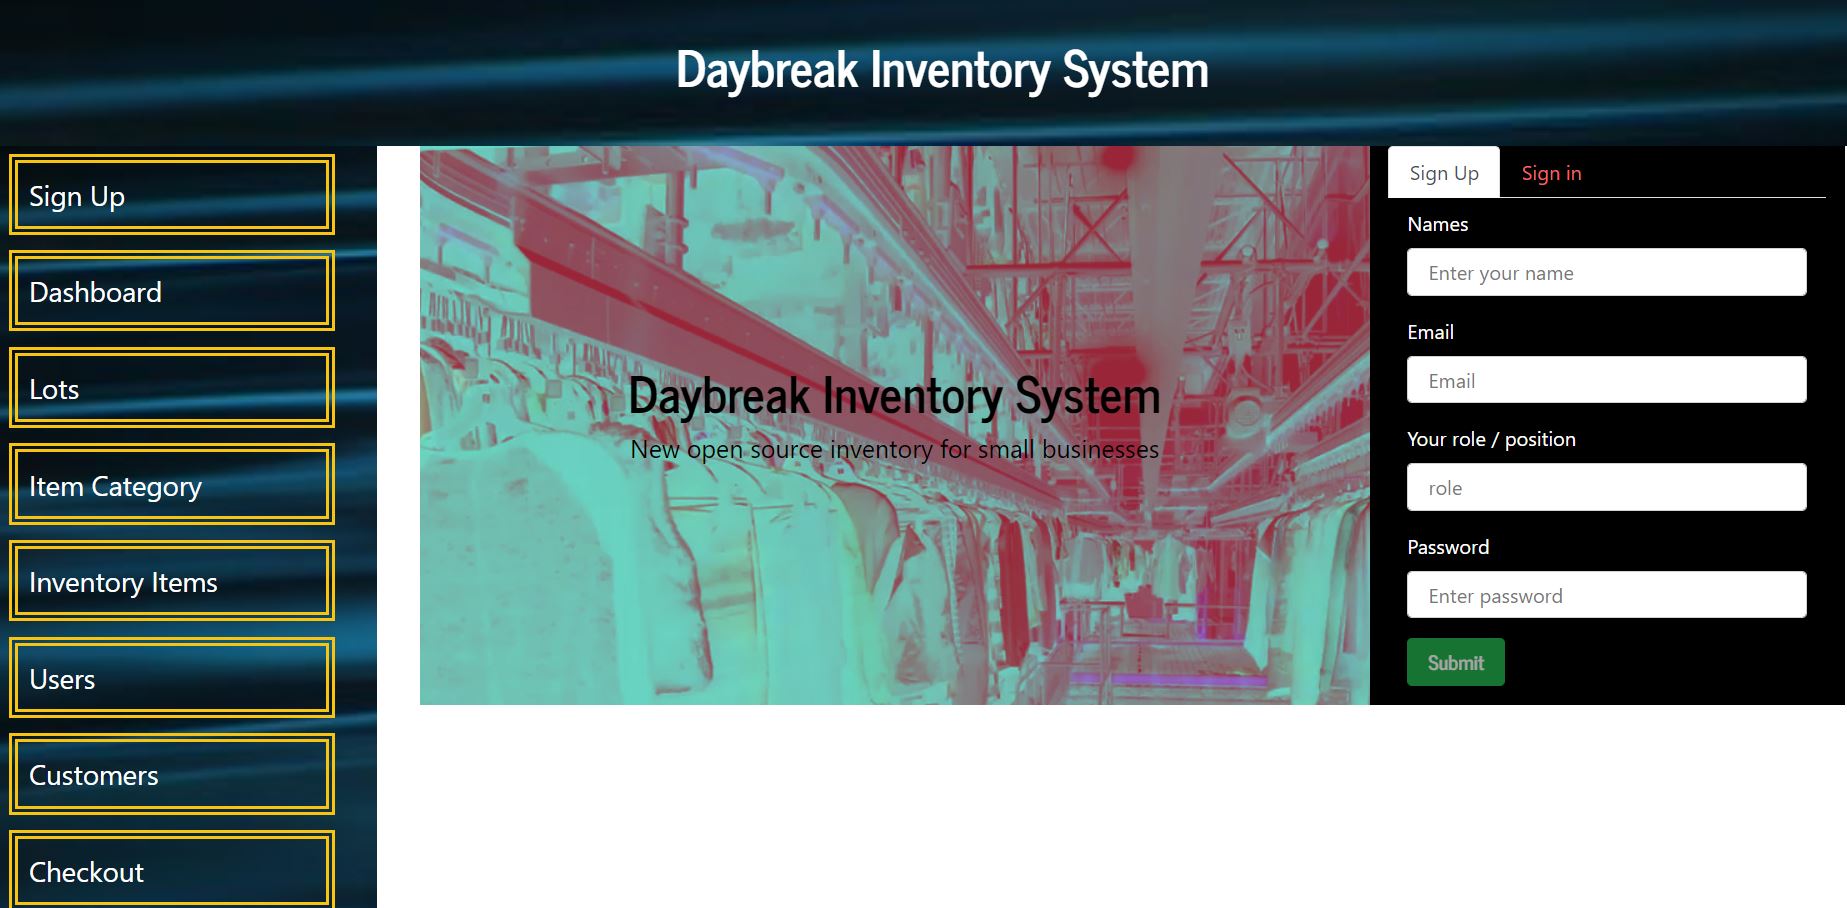 Daybreak Inventory System
Sign Up
Dashboard
Lots
Item Category
Inventory Items
Users
Customers
Checkout
Daybreak Inventory System
New open source inventory for small businesses
Sign Up
Sign in
Names
Enter your name
Email
Email
Your role / position
role
Password
Enter password
Submit